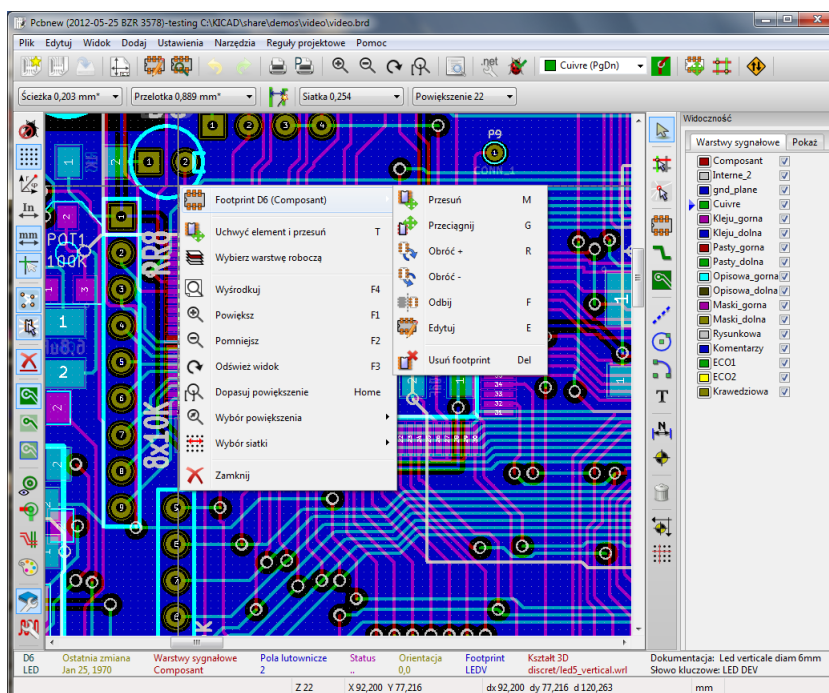 Pcbnew (2012-05-25 BZR 3578)-testing C:\KICAD\share\demos\video\video.brd
Plik Edytuj Widok Dodaj Ustawienia Narzędzia Reguły projektowe Pomoc
.net Cuivre (PgDn)
Ścieżka 0,203 mm* Przelotka 0,889 mm* Siatka 0,254 Powiększenie 22
Widoczność
Warstwy sygnałowe Pokaż
Composant
Interne_2
gnd_plane
Cuivre
Kleju_gorna
Kleju_dolna
Pasty_gorna
Pasty_dolna
Opisowa_gorna
Opisowa_dolna
Maski_gorna
Maski_dolna
Rysunkowa
Komentarzy
ECO1
ECO2
Krawedziowa
In
mm
P9
CONN_1
POT1
100K
RR8
8x10K
Footprint D6 (Composant)
Uchwyć element i przesuń T
Wybierz warstwę roboczą
Wyśrodkuj F4
Powiększ F1
Pomniejsz F2
Odśwież widok F3
Dopasuj powiększenie Home
Wybór powiększenia
Wybór siatki
Zamknij
Przesuń M
Przeciągnij G
Obróć + R
Obróć -
Odbij F
Edytuj E
Usuń footprint Del
D6 Ostatnia zmiana Warstwy sygnałowe Pola lutownicze Status Orientacja Footprint Kształt 3D Dokumentacja: Led verticale diam 6mm
LED Jan 25, 1970 Composant 2 .. 0,0 LEDV discret/led5_vertical.wrl Słowo kluczowe: LED DEV
Z 22 X 92,200 Y 77,216 dx 92,200 dy 77,216 d 120,263 mm